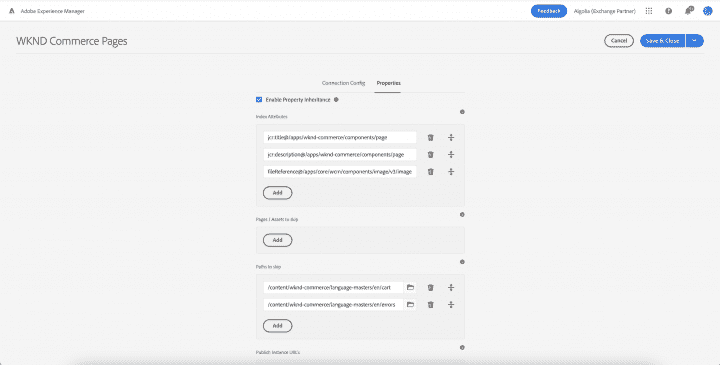 Adobe Experience Manager
Feedback
Algolia (Exchange Partner)
WKND Commerce Pages
Cancel
Save & Close
Connection Config
Properties
Enable Property Inheritance
Index Attributes
jcr:title@/apps/wknd-commerce/components/page
jcr:description@/apps/wknd-commerce/components/page
fileReference@/apps/core/wcm/components/image/v3/image
Add
Pages | Assets to skip
Add
Paths to skip
/content/wknd-commerce/language-masters/en/cart
/content/wknd-commerce/language-masters/en/errors
Add
Publish Instance URLs